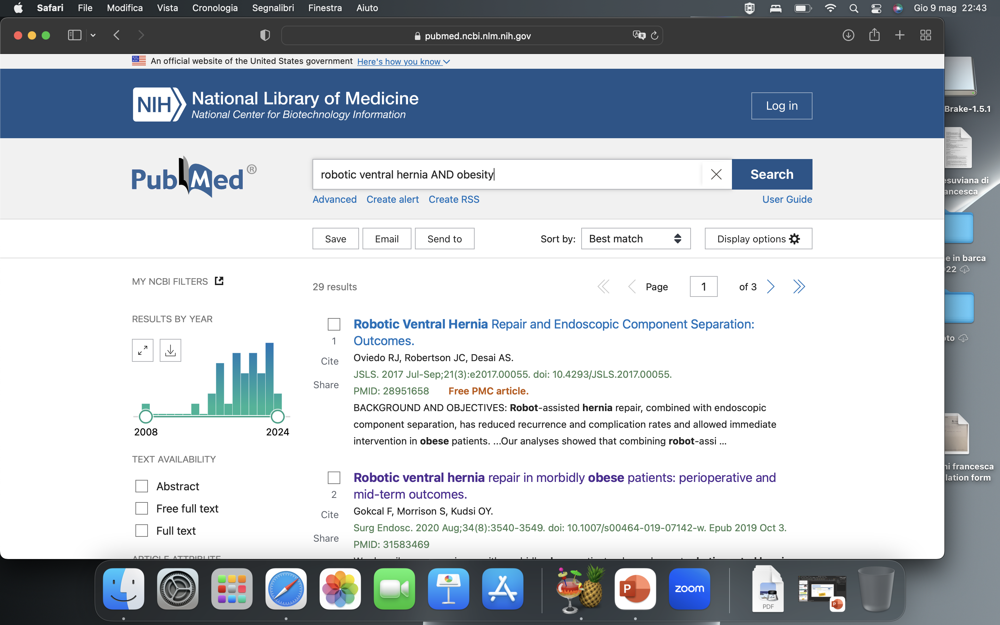 Safari File Modifica Vista Cronologia Segnalibri Finestra Aiuto Gio 9 mag 22:43
pubmed.ncbi.nlm.nih.gov
An official website of the United States government Here's how you know
NIH National Library of Medicine
National Center for Biotechnology Information
Log in
PubMed®
robotic ventral hernia AND obesity
Search
Advanced Create alert Create RSS User Guide
Save Email Send to Sort by: Best match Display options
MY NCBI FILTERS
29 results Page 1 of 3
RESULTS BY YEAR
2008 2024
TEXT AVAILABILITY
Abstract
Free full text
Full text
1
Cite
Share
Robotic Ventral Hernia Repair and Endoscopic Component Separation:
Outcomes.
Oviedo RJ, Robertson JC, Desai AS.
JSLS. 2017 Jul-Sep;21(3):e2017.00055. doi: 10.4293/JSLS.2017.00055.
PMID: 28951658 Free PMC article.
BACKGROUND AND OBJECTIVES: Robot-assisted hernia repair, combined with endoscopic
component separation, has reduced recurrence and complication rates and allowed immediate
intervention in obese patients. ...Our analyses showed that combining robot-assi ...
2
Cite
Share
Robotic ventral hernia repair in morbidly obese patients: perioperative and
mid-term outcomes.
Gokcal F, Morrison S, Kudsi OY.
Surg Endosc. 2020 Aug;34(8):3540-3549. doi: 10.1007/s00464-019-07142-w. Epub 2019 Oct 3.
PMID: 31583469
ARTICLE ATTRIBUTE
Brake-1.5.1
esuviana di
ancesca
e in barca
22
oto
ni francesca
lation form
P
zoom
PDF
P